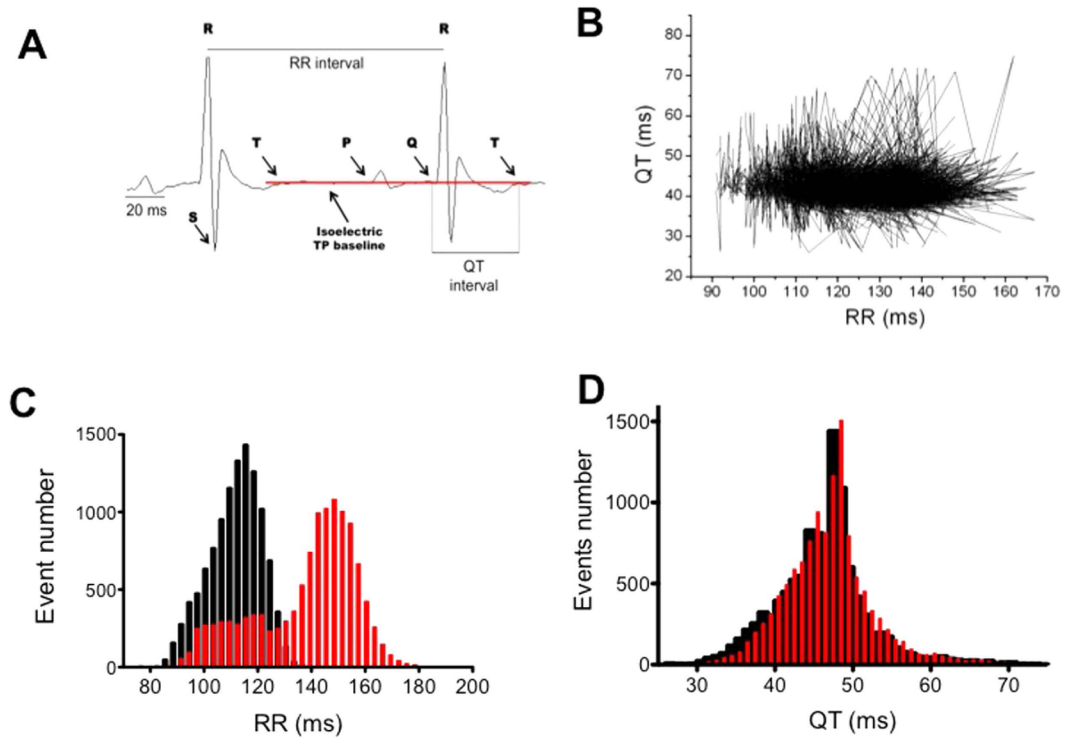 A
R
R
RR interval
T
P
Q
T
20 ms
S
Isoelectric
TP baseline
QT
interval
B
QT (ms)
80
70
60
50
40
30
20
90 100 110 120 130 140 150 160 170
RR (ms)
C
Event number
1500
1000
500
0
80 100 120 140 160 180 200
RR (ms)
D
Events number
1500
1000
500
0
30 40 50 60 70
QT (ms)